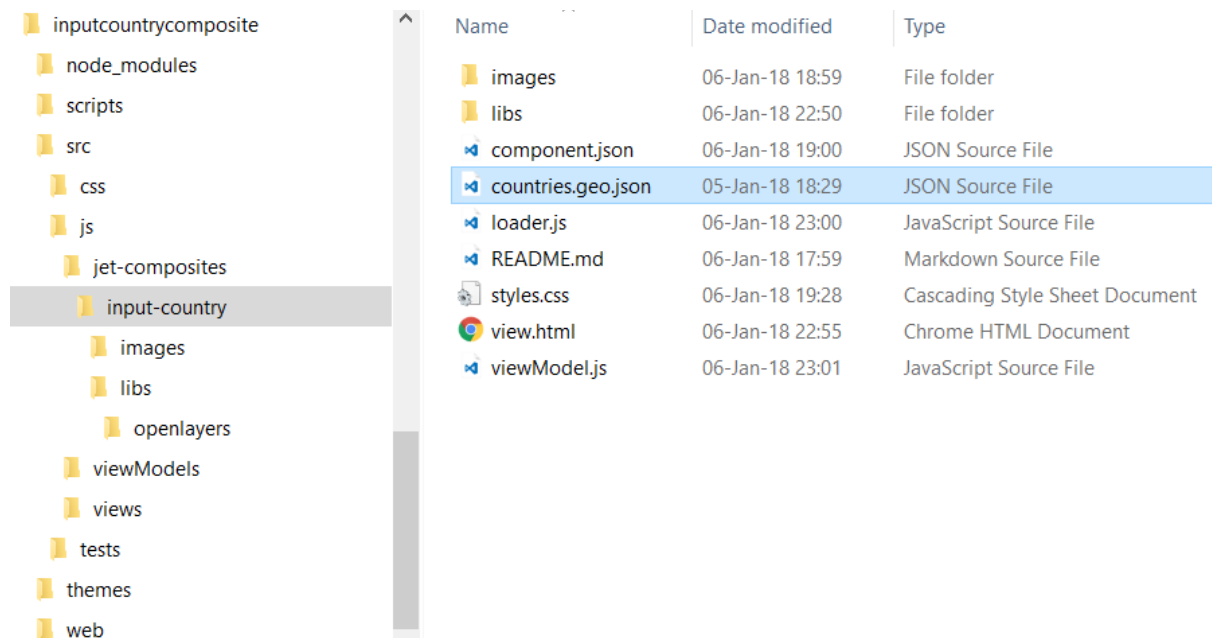 inputcountrycomposite
node_modules
scripts
src
css
js
jet-composites
input-country
images
libs
openlayers
viewModels
views
tests
themes
web
Name Date modified Type
images 06-Jan-18 18:59 File folder
libs 06-Jan-18 22:50 File folder
component.json 06-Jan-18 19:00 JSON Source File
countries.geo.json 05-Jan-18 18:29 JSON Source File
loader.js 06-Jan-18 23:00 JavaScript Source File
README.md 06-Jan-18 17:59 Markdown Source File
styles.css 06-Jan-18 19:28 Cascading Style Sheet Document
view.html 06-Jan-18 22:55 Chrome HTML Document
viewModel.js 06-Jan-18 23:01 JavaScript Source File